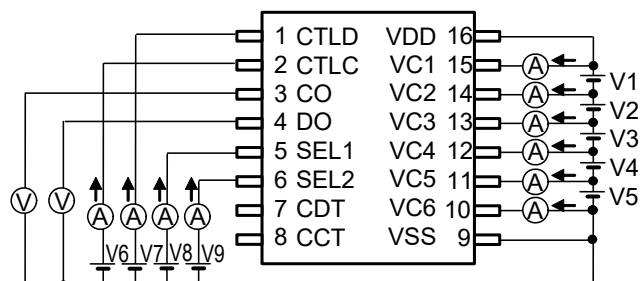 1 CTLD VDD 16
2 CTLC VC1 15 A
3 CO VC2 14 A V1
4 DO VC3 13 A V2
5 SEL1 VC4 12 A V3
6 SEL2 VC5 11 A V4
7 CDT VC6 10 A V5
8 CCT VSS 9
V V A A A A
V6 V7 V8 V9